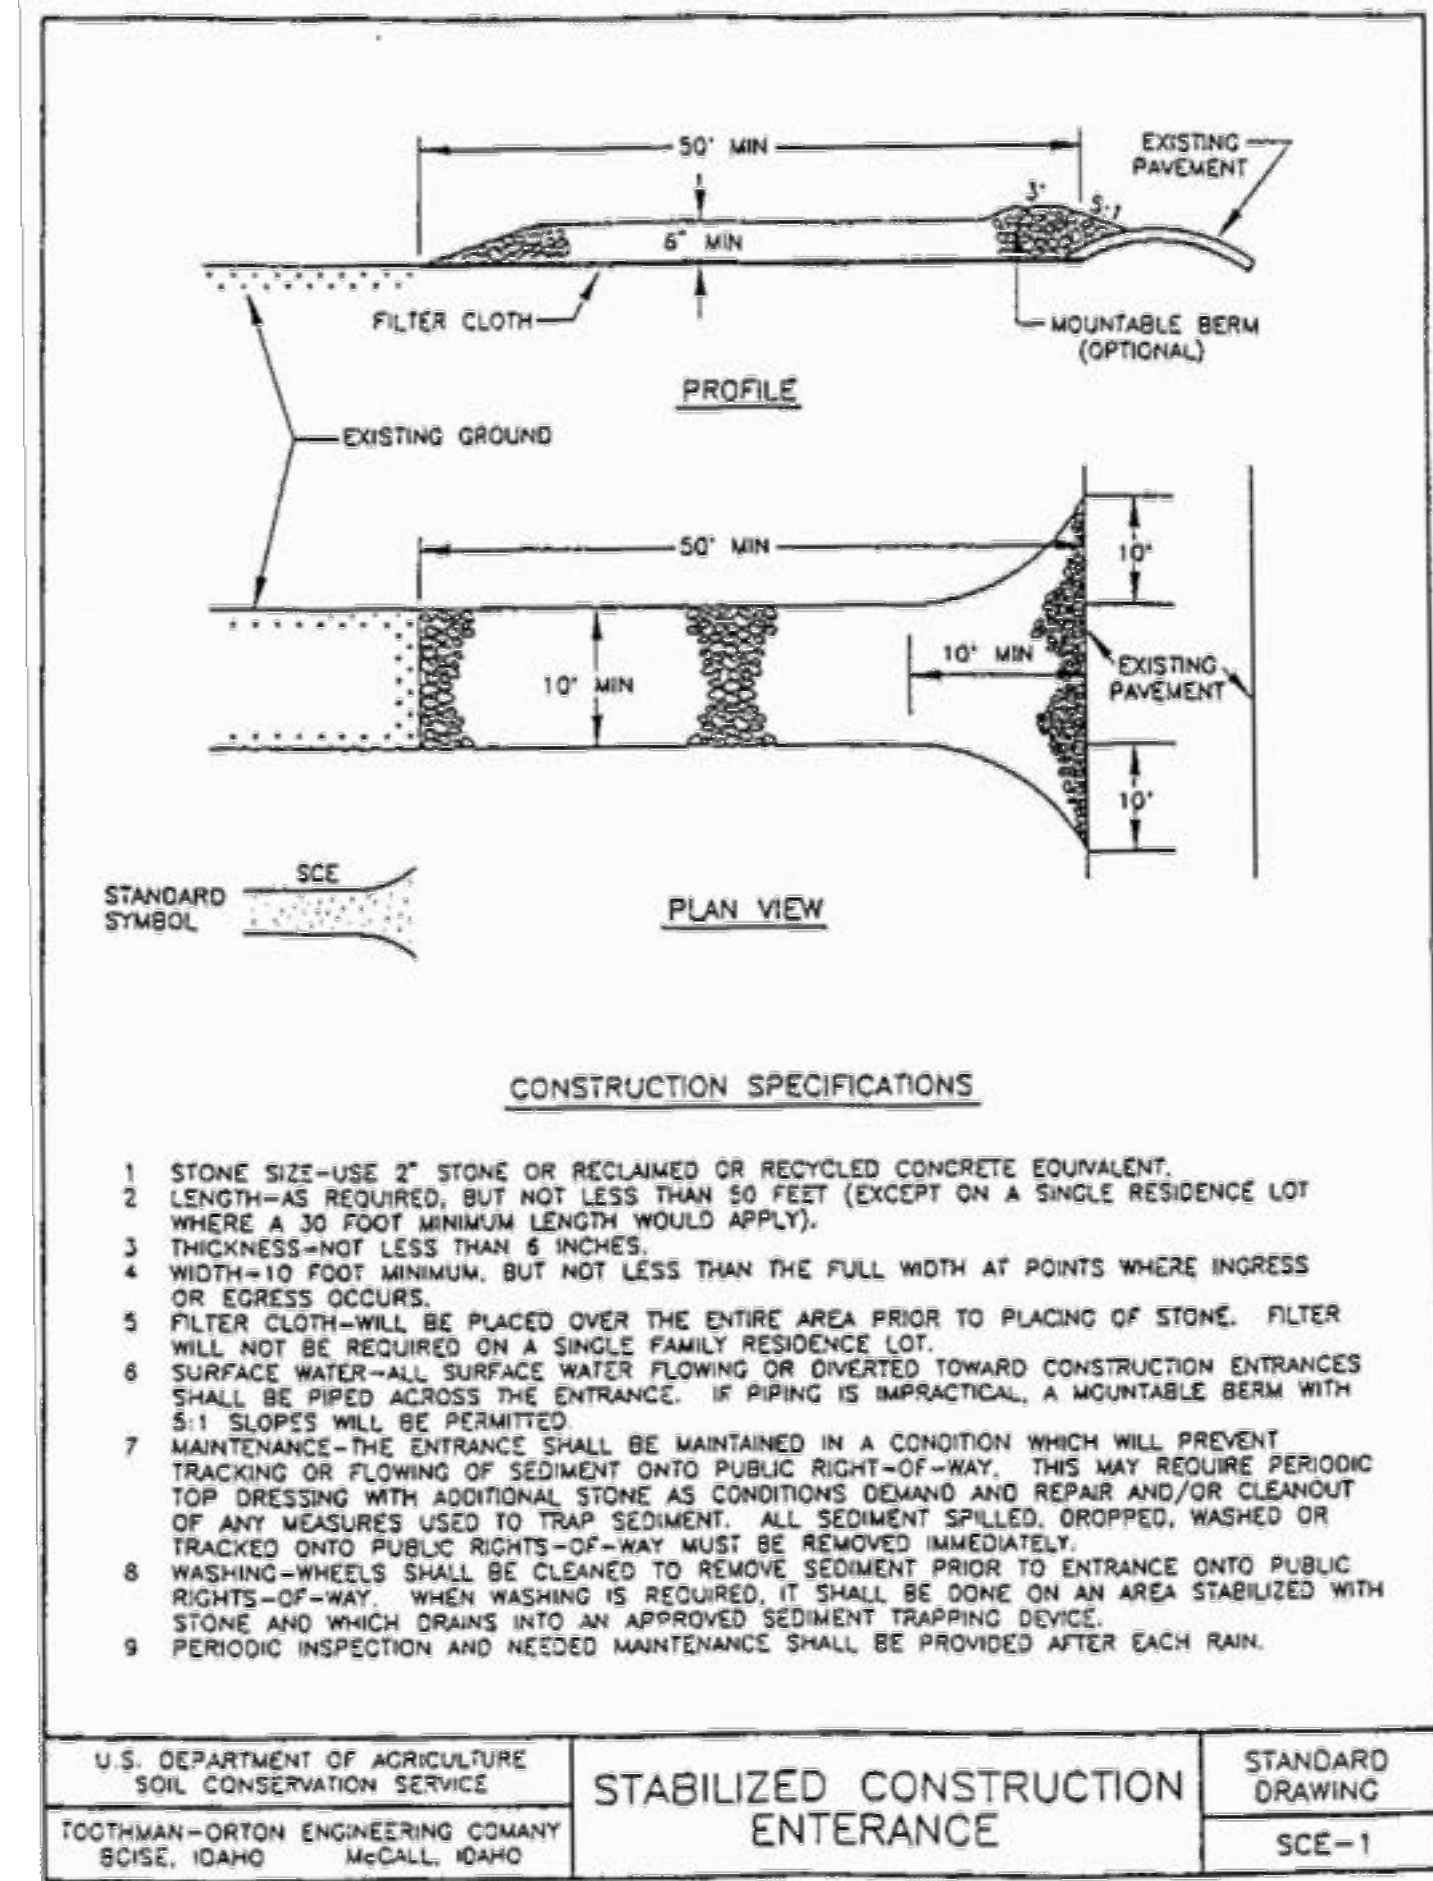 50' MIN
EXISTING
PAVEMENT
3'
5:1
6" MIN
FILTER CLOTH
MOUNTABLE BERM
(OPTIONAL)
PROFILE
EXISTING GROUND
50' MIN
10'
10' MIN
10' MIN
EXISTING
PAVEMENT
10'
SCE
STANDARD
SYMBOL
PLAN VIEW
CONSTRUCTION SPECIFICATIONS
1 STONE SIZE-USE 2" STONE OR RECLAIMED OR RECYCLED CONCRETE EQUIVALENT.
2 LENGTH-AS REQUIRED, BUT NOT LESS THAN 50 FEET (EXCEPT ON A SINGLE RESIDENCE LOT
WHERE A 30 FOOT MINIMUM LENGTH WOULD APPLY).
3 THICKNESS-NOT LESS THAN 6 INCHES.
4 WIDTH-10 FOOT MINIMUM, BUT NOT LESS THAN THE FULL WIDTH AT POINTS WHERE INGRESS
OR EGRESS OCCURS.
5 FILTER CLOTH-WILL BE PLACED OVER THE ENTIRE AREA PRIOR TO PLACING OF STONE. FILTER
WILL NOT BE REQUIRED ON A SINGLE FAMILY RESIDENCE LOT.
6 SURFACE WATER-ALL SURFACE WATER FLOWING OR DIVERTED TOWARD CONSTRUCTION ENTRANCES
SHALL BE PIPED ACROSS THE ENTRANCE. IF PIPING IS IMPRACTICAL, A MOUNTABLE BERM WITH
5:1 SLOPES WILL BE PERMITTED.
7 MAINTENANCE-THE ENTRANCE SHALL BE MAINTAINED IN A CONDITION WHICH WILL PREVENT
TRACKING OR FLOWING OF SEDIMENT ONTO PUBLIC RIGHT-OF-WAY. THIS MAY REQUIRE PERIODIC
TOP DRESSING WITH ADDITIONAL STONE AS CONDITIONS DEMAND AND REPAIR AND/OR CLEANOUT
OF ANY MEASURES USED TO TRAP SEDIMENT. ALL SEDIMENT SPILLED, DROPPED, WASHED OR
TRACKED ONTO PUBLIC RIGHTS-OF-WAY MUST BE REMOVED IMMEDIATELY.
8 WASHING-WHEELS SHALL BE CLEANED TO REMOVE SEDIMENT PRIOR TO ENTRANCE ONTO PUBLIC
RIGHTS-OF-WAY. WHEN WASHING IS REQUIRED, IT SHALL BE DONE ON AN AREA STABILIZED WITH
STONE AND WHICH DRAINS INTO AN APPROVED SEDIMENT TRAPPING DEVICE.
9 PERIODIC INSPECTION AND NEEDED MAINTENANCE SHALL BE PROVIDED AFTER EACH RAIN.
U.S. DEPARTMENT OF AGRICULTURE
SOIL CONSERVATION SERVICE
TOOTHMAN-ORTON ENGINEERING COMANY
BOISE, IDAHO McCALL, IDAHO
STABILIZED CONSTRUCTION
ENTERANCE
STANDARD
DRAWING
SCE-1